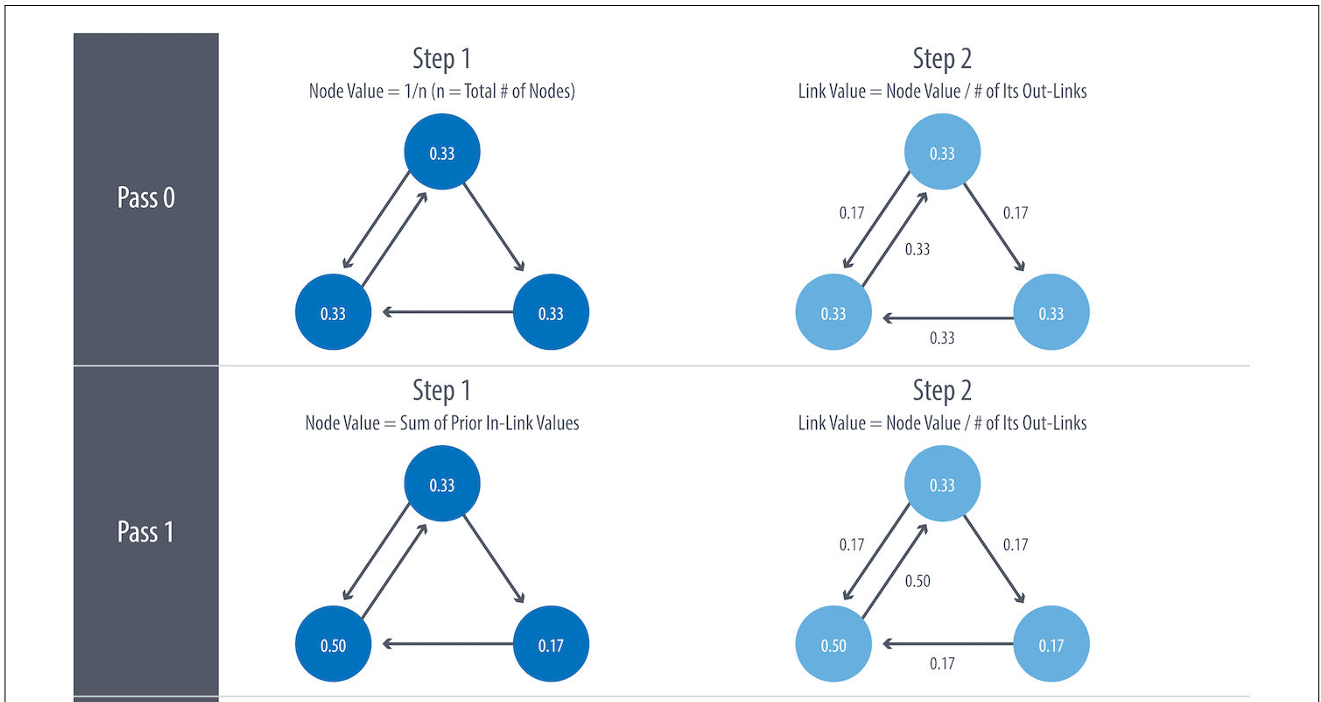 Pass 0
Step 1
Node Value = 1/n (n = Total # of Nodes)
0.33
0.33
0.33
Step 2
Link Value = Node Value / # of Its Out-Links
0.33
0.17
0.17
0.33
0.33
0.33
0.33
Pass 1
Step 1
Node Value = Sum of Prior In-Link Values
0.33
0.50
0.17
Step 2
Link Value = Node Value / # of Its Out-Links
0.33
0.17
0.17
0.50
0.50
0.17
0.17